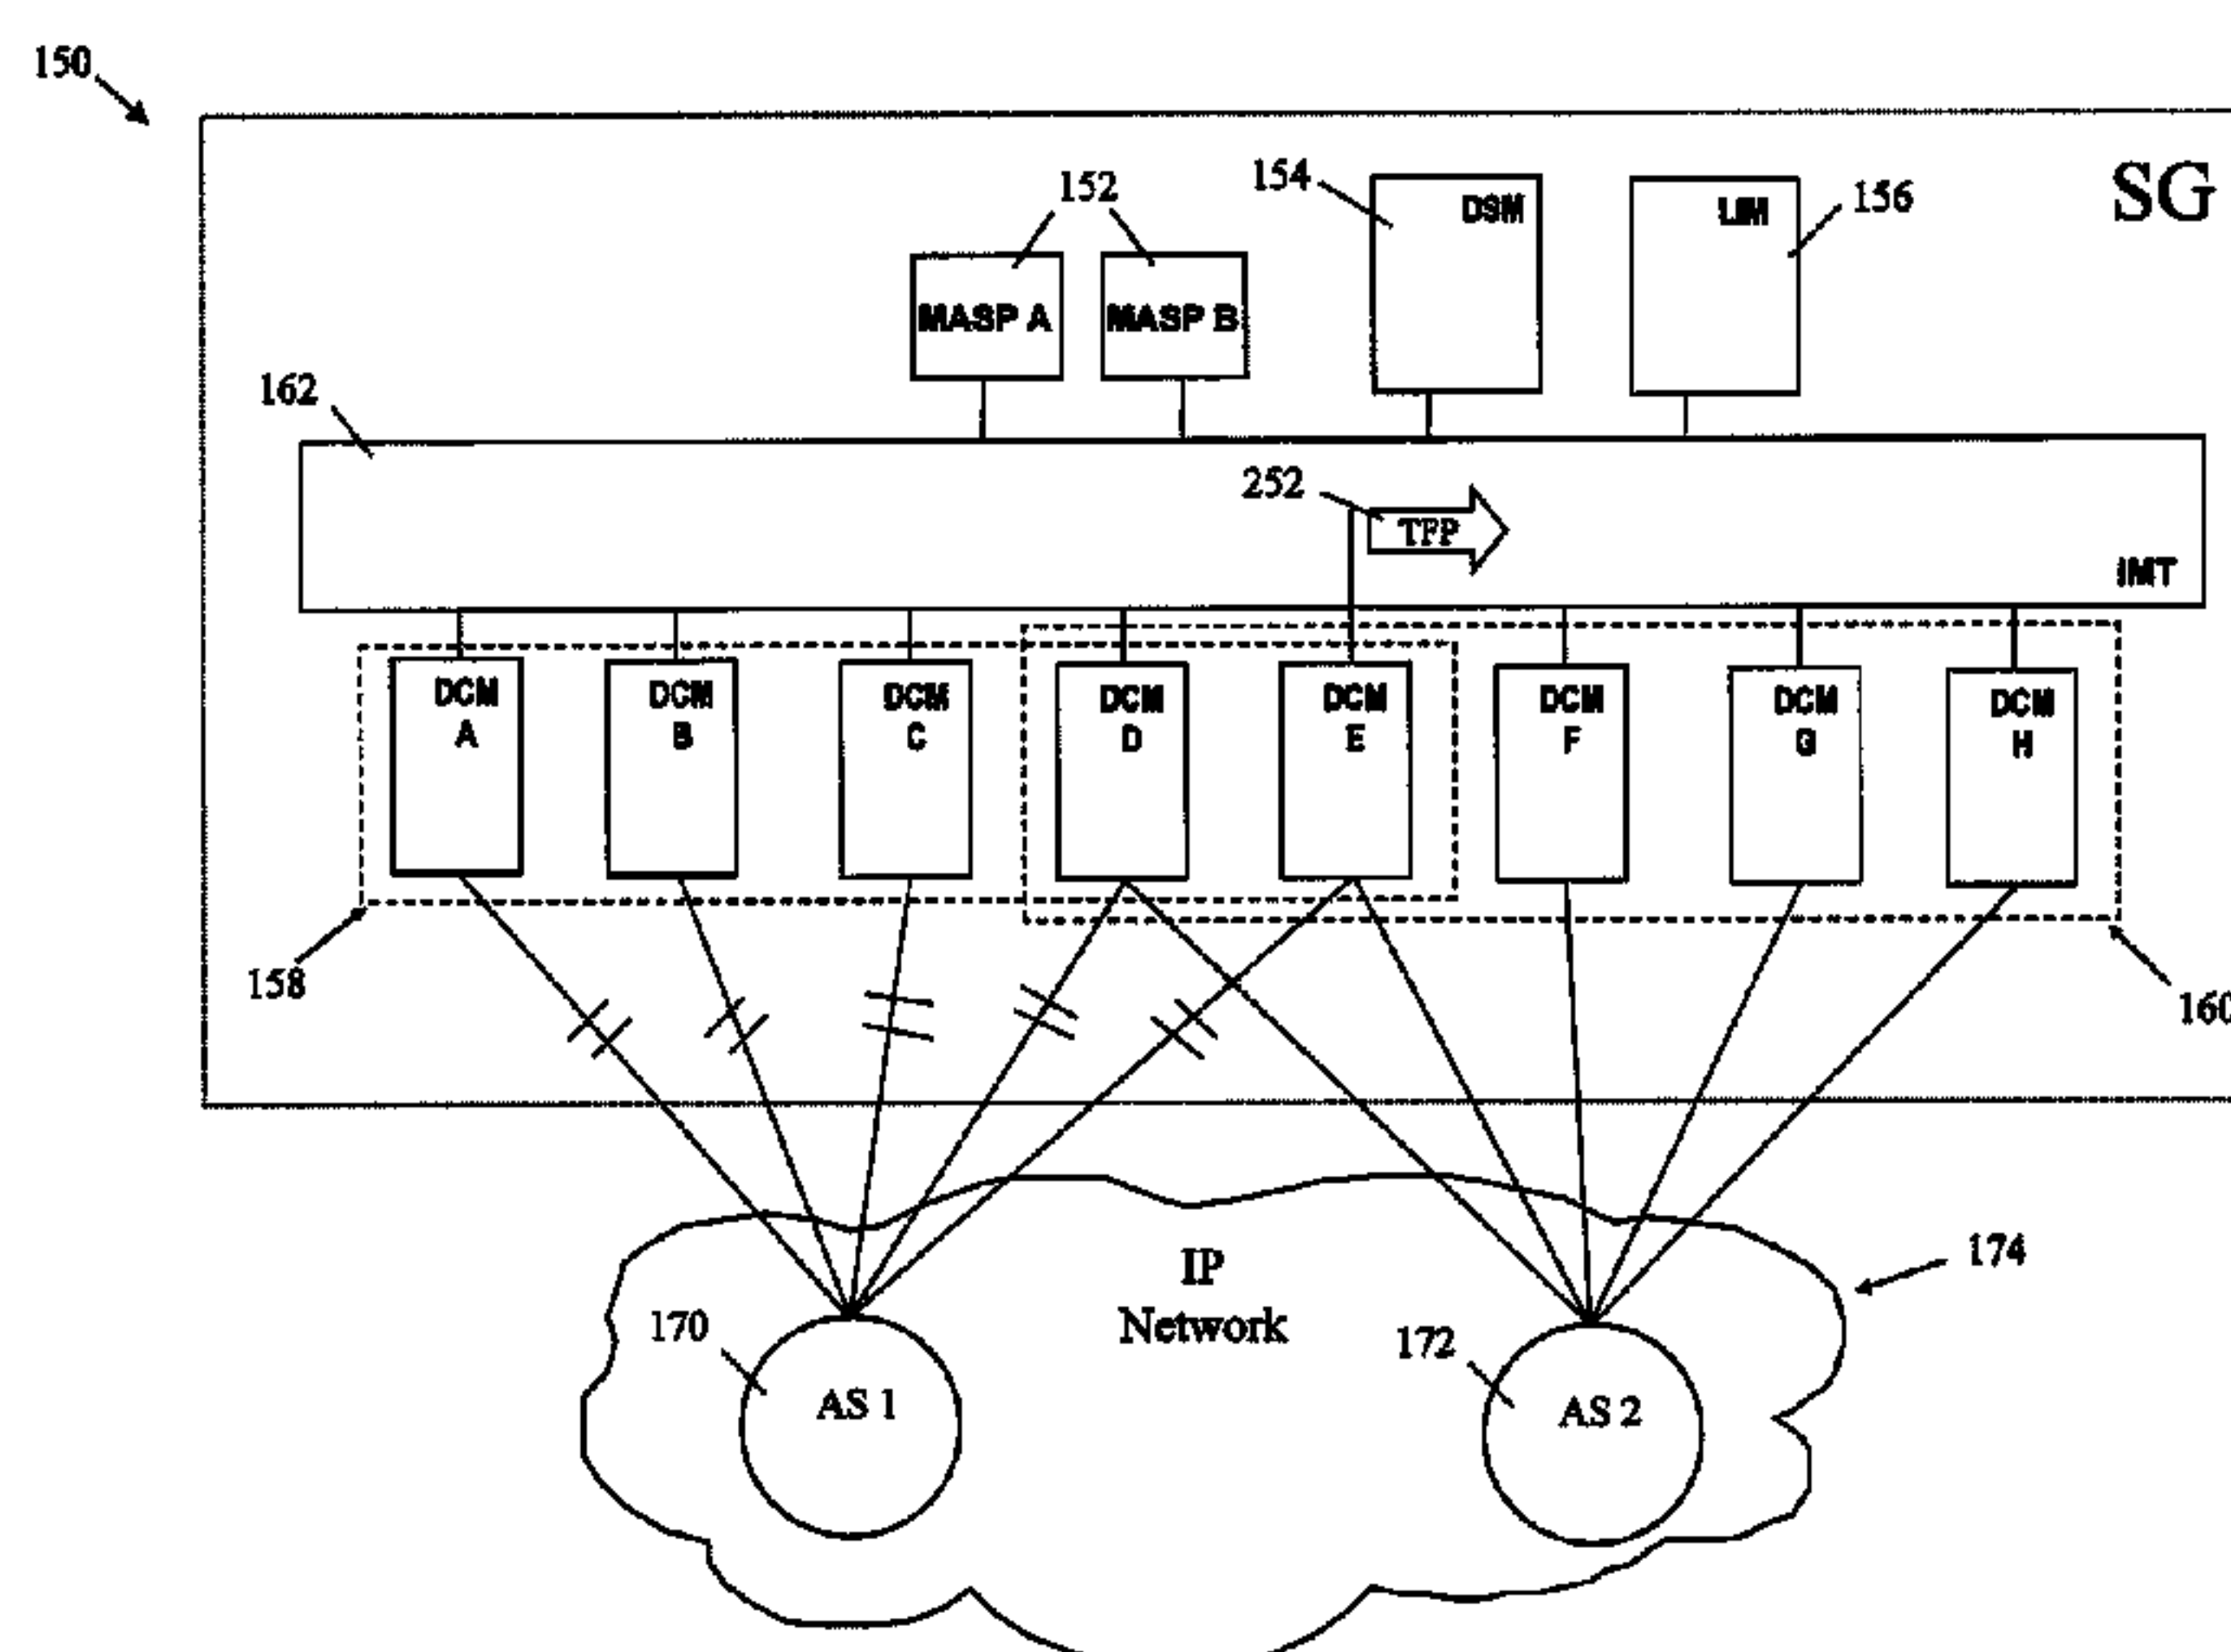 150
SG
152
154
DSM
LIM
156
MASP A
MASP B
162
252
TFP
IMT
DCM
A
DCM
B
DCM
C
DCM
D
DCM
E
DCM
F
DCM
G
DCM
H
158
160
IP
Network
174
170
172
AS 1
AS 2